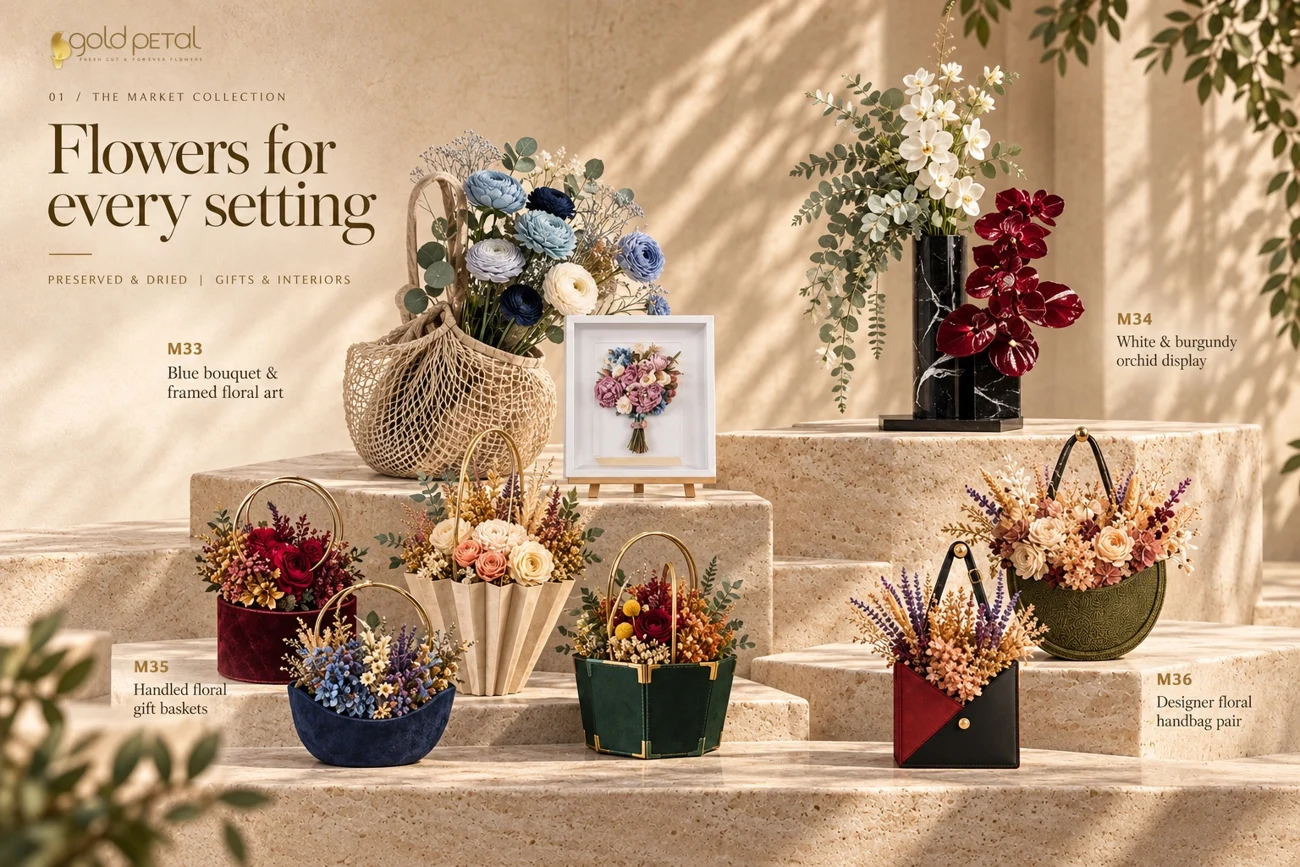 gold petal
FRESH CUT & FOREVER FLOWERS
01 / THE MARKET COLLECTION
Flowers for
every setting
PRESERVED & DRIED | GIFTS & INTERIORS
M33
Blue bouquet &
framed floral art
M34
White & burgundy
orchid display
M35
Handled floral
gift baskets
M36
Designer floral
handbag pair